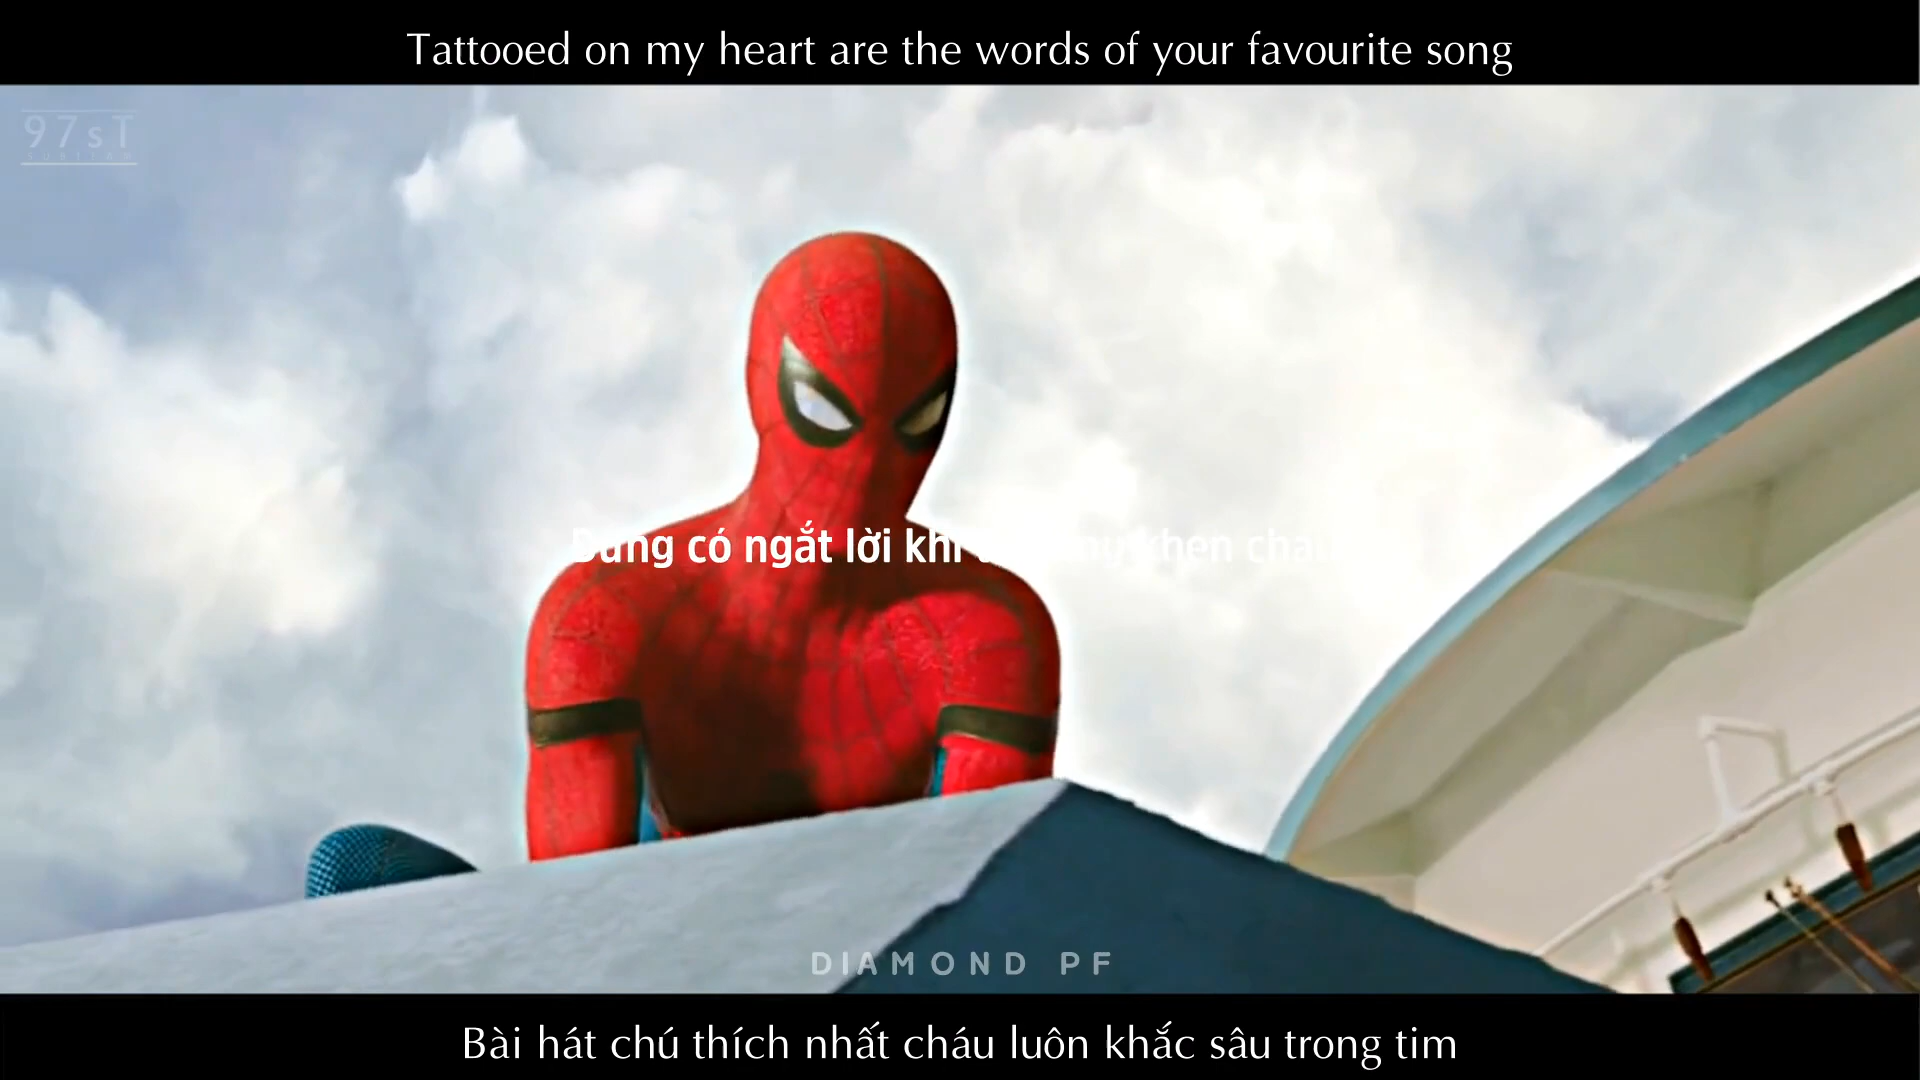 Tattooed on my heart are the words of your favourite song
97sT
Đừng có ngắt lời khi khen
DIAMOND PF
Bài hát chú thích nhất cháu luôn khắc sâu trong tim